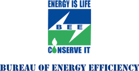 ENERGY IS LIFE
BEE
CONSERVE IT
BUREAU OF ENERGY EFFICIENCY